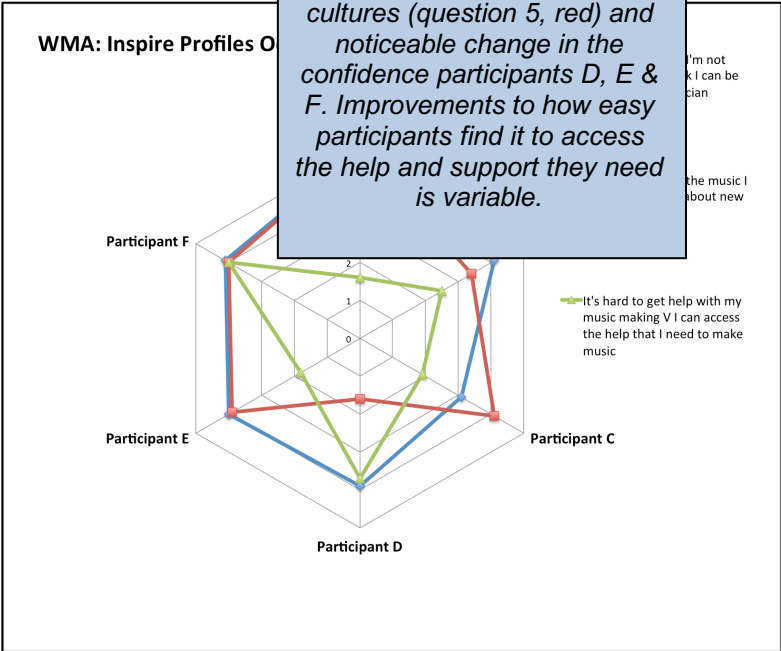 cultures (question 5, red) and
noticeable change in the
confidence participants D, E &
F. Improvements to how easy
participants find it to access
the help and support they need
is variable.
WMA: Inspire Profiles
I'm not
I can be
the music I
about new
Participant F
2
1
0
It's hard to get help with my
music making V I can access
the help that I need to make
music
Participant E
Participant C
Participant D